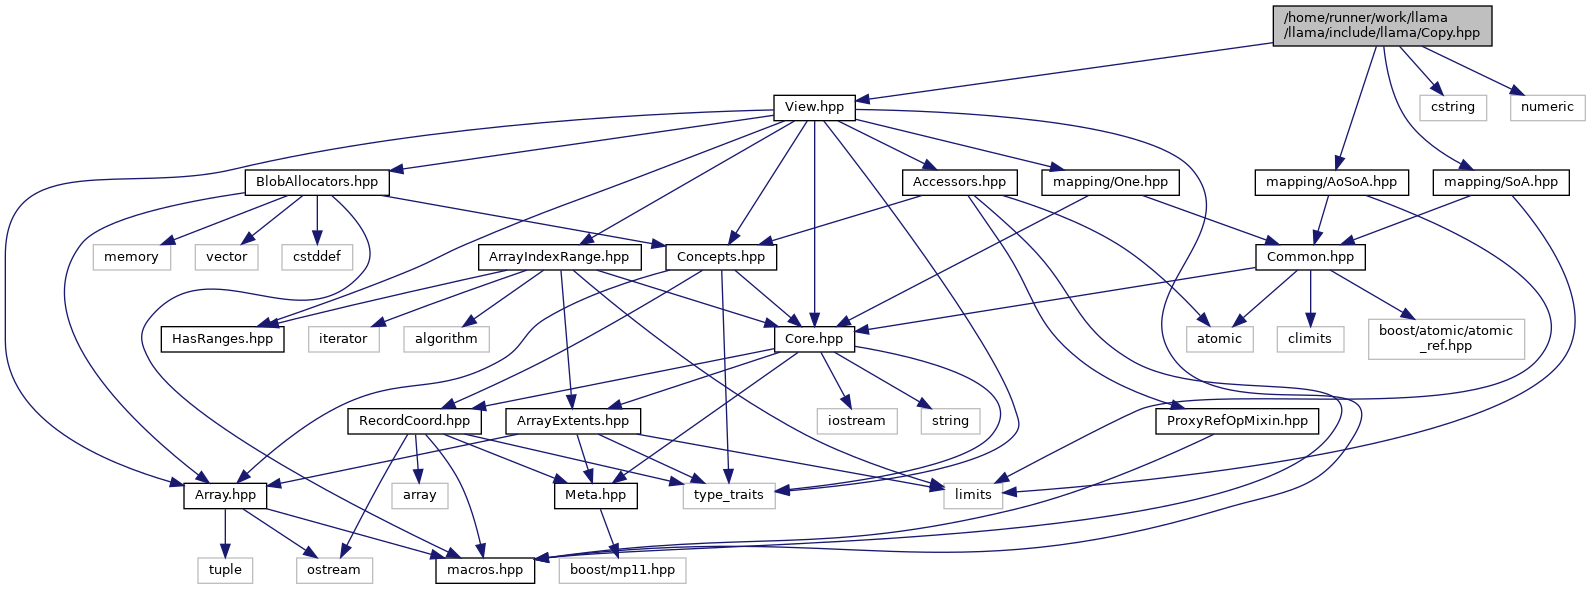 /home/runner/work/llama
/llama/include/llama/Copy.hpp
View.hpp
cstring
numeric
BlobAllocators.hpp
Accessors.hpp
mapping/One.hpp
mapping/AoSoA.hpp
mapping/SoA.hpp
memory
vector
cstddef
ArrayIndexRange.hpp
Concepts.hpp
Common.hpp
HasRanges.hpp
iterator
algorithm
Core.hpp
atomic
climits
boost/atomic/atomic
_ref.hpp
RecordCoord.hpp
ArrayExtents.hpp
iostream
string
ProxyRefOpMixin.hpp
Array.hpp
array
Meta.hpp
type_traits
limits
tuple
ostream
macros.hpp
boost/mp11.hpp